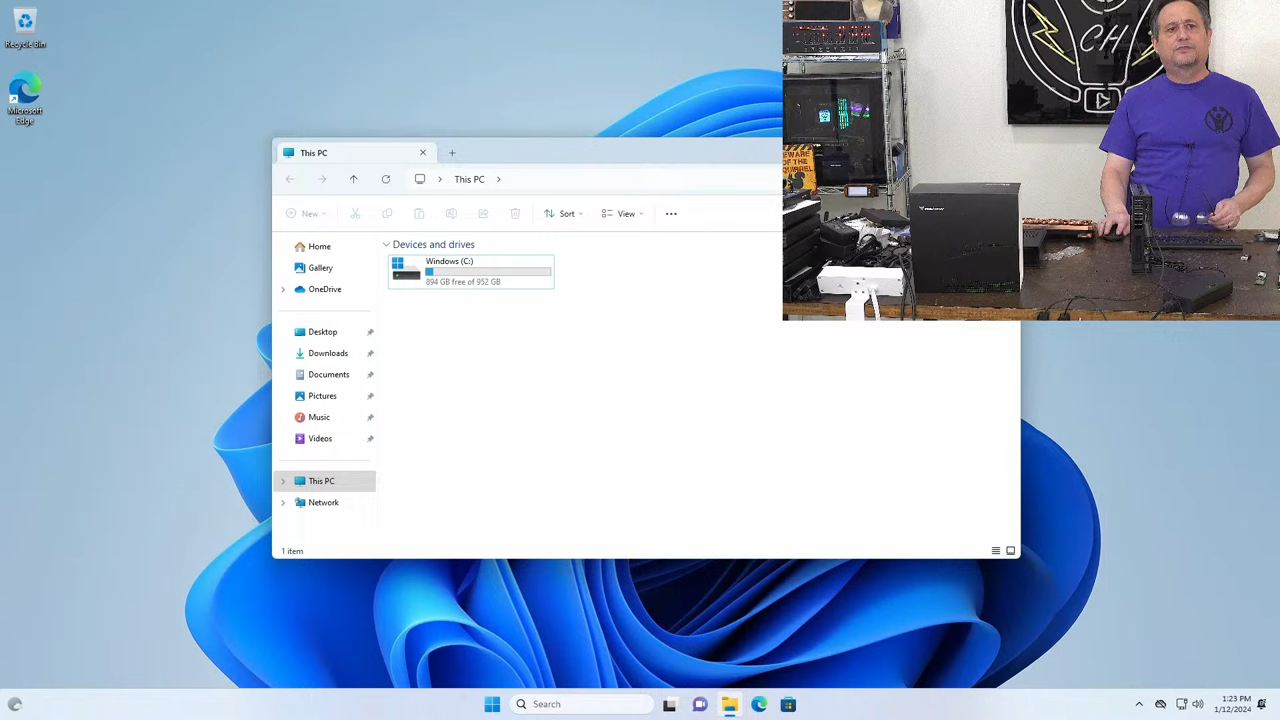 Recycle Bin
Microsoft
Edge
This PC
This PC
New
Sort
View
Home
Gallery
OneDrive
Desktop
Downloads
Documents
Pictures
Music
Videos
This PC
Network
Devices and drives
Windows (C:)
894 GB free of 952 GB
1 item
CH
BEWARE
OF THE
SQUIRREL
Search
1:23 PM
1/12/2024